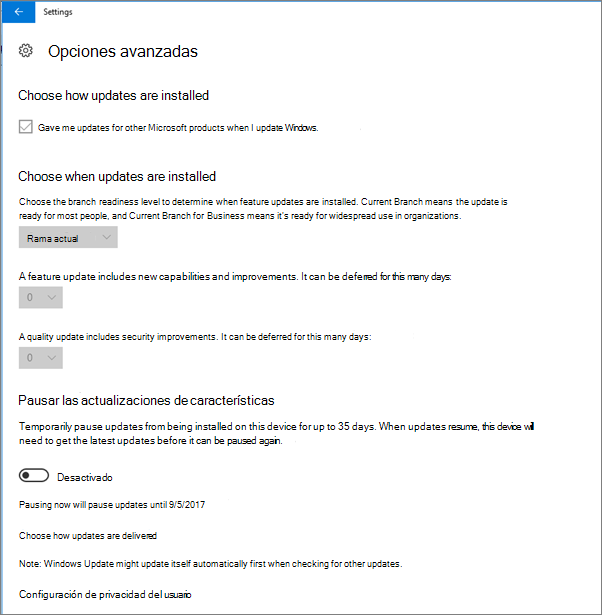 Settings
Opciones avanzadas
Choose how updates are installed
Gave me updates for other Microsoft products when I update Windows.
Choose when updates are installed
Choose the branch readiness level to determine when feature updates are installed. Current Branch means the update is
ready for most people, and Current Branch for Business means it's ready for widespread use in organizations.
Rama actual
A feature update includes new capabilities and improvements. It can be deferred for this many days:
0
A quality update includes security improvements. It can be deferred for this many days:
0
Pausar las actualizaciones de características
Temporarily pause updates from being installed on this device for up to 35 days. When updates resume, this device will
need to get the latest updates before it can be paused again.
Desactivado
Pausing now will pause updates until 9/5/2017
Choose how updates are delivered
Note: Windows Update might update itself automatically first when checking for other updates.
Configuración de privacidad del usuario